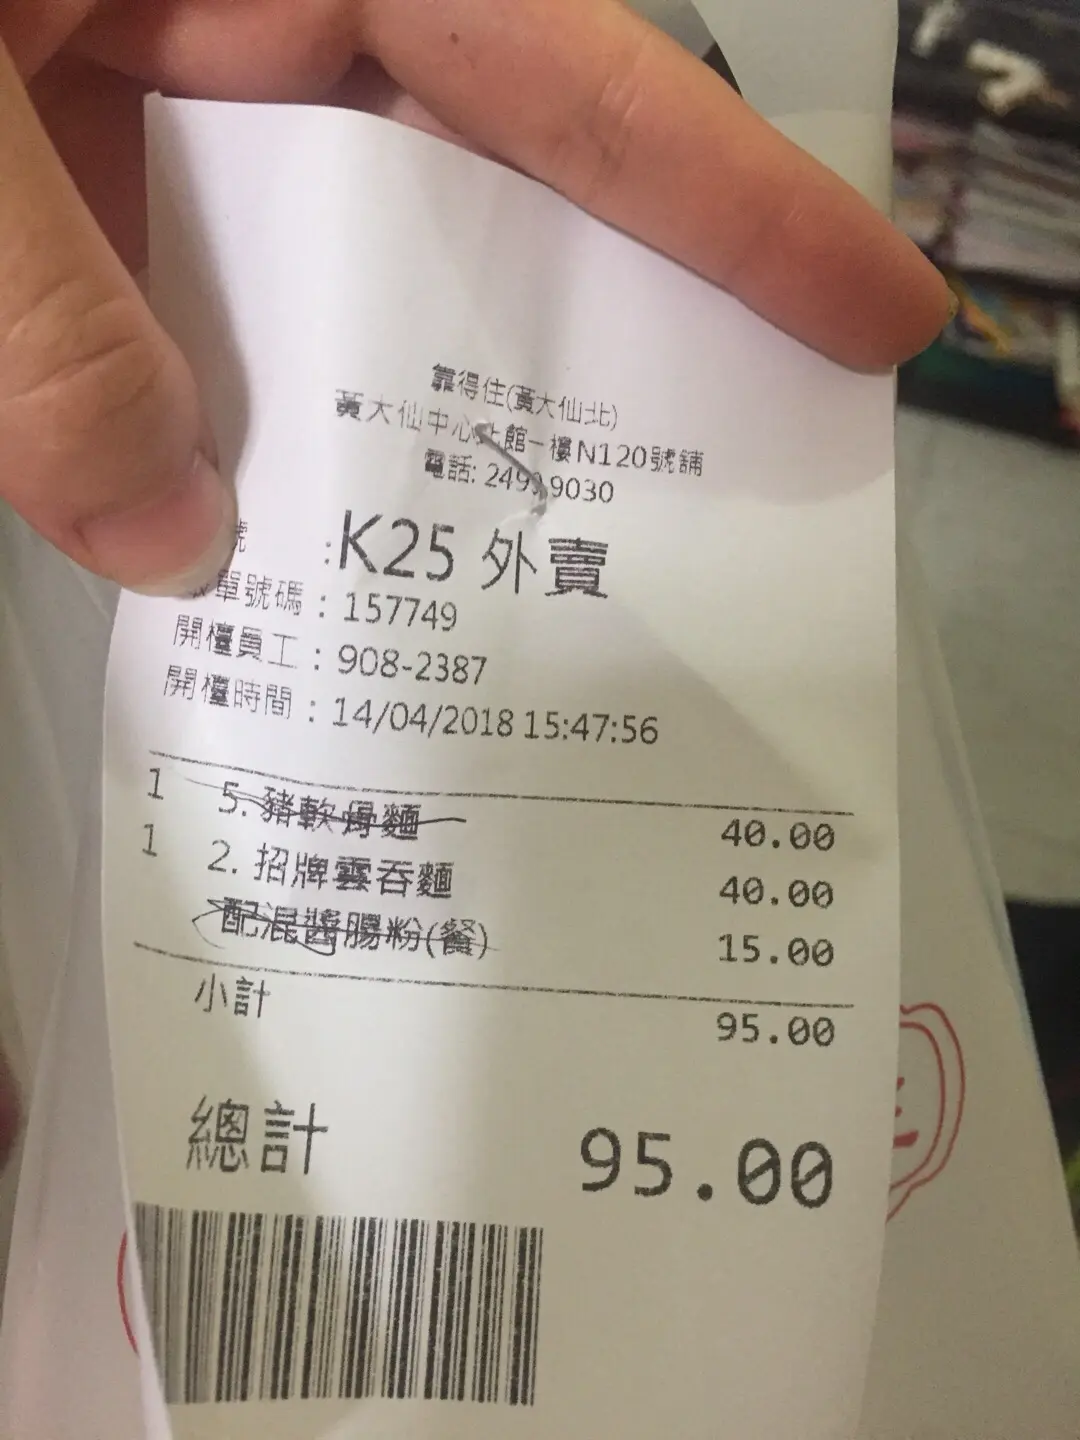 靠得住(黃大仙北)
黃大仙中心北館一樓N120號舖
電話: 2499 9030
號 :K25 外賣
單號碼 : 157749
開檯員工 : 908-2387
開檯時間 : 14/04/2018 15:47:56
1 5. 豬軟骨麵 40.00
1 2. 招牌雲吞麵 40.00
配混醬腸粉(餐) 15.00
小計 95.00
總計 95.00